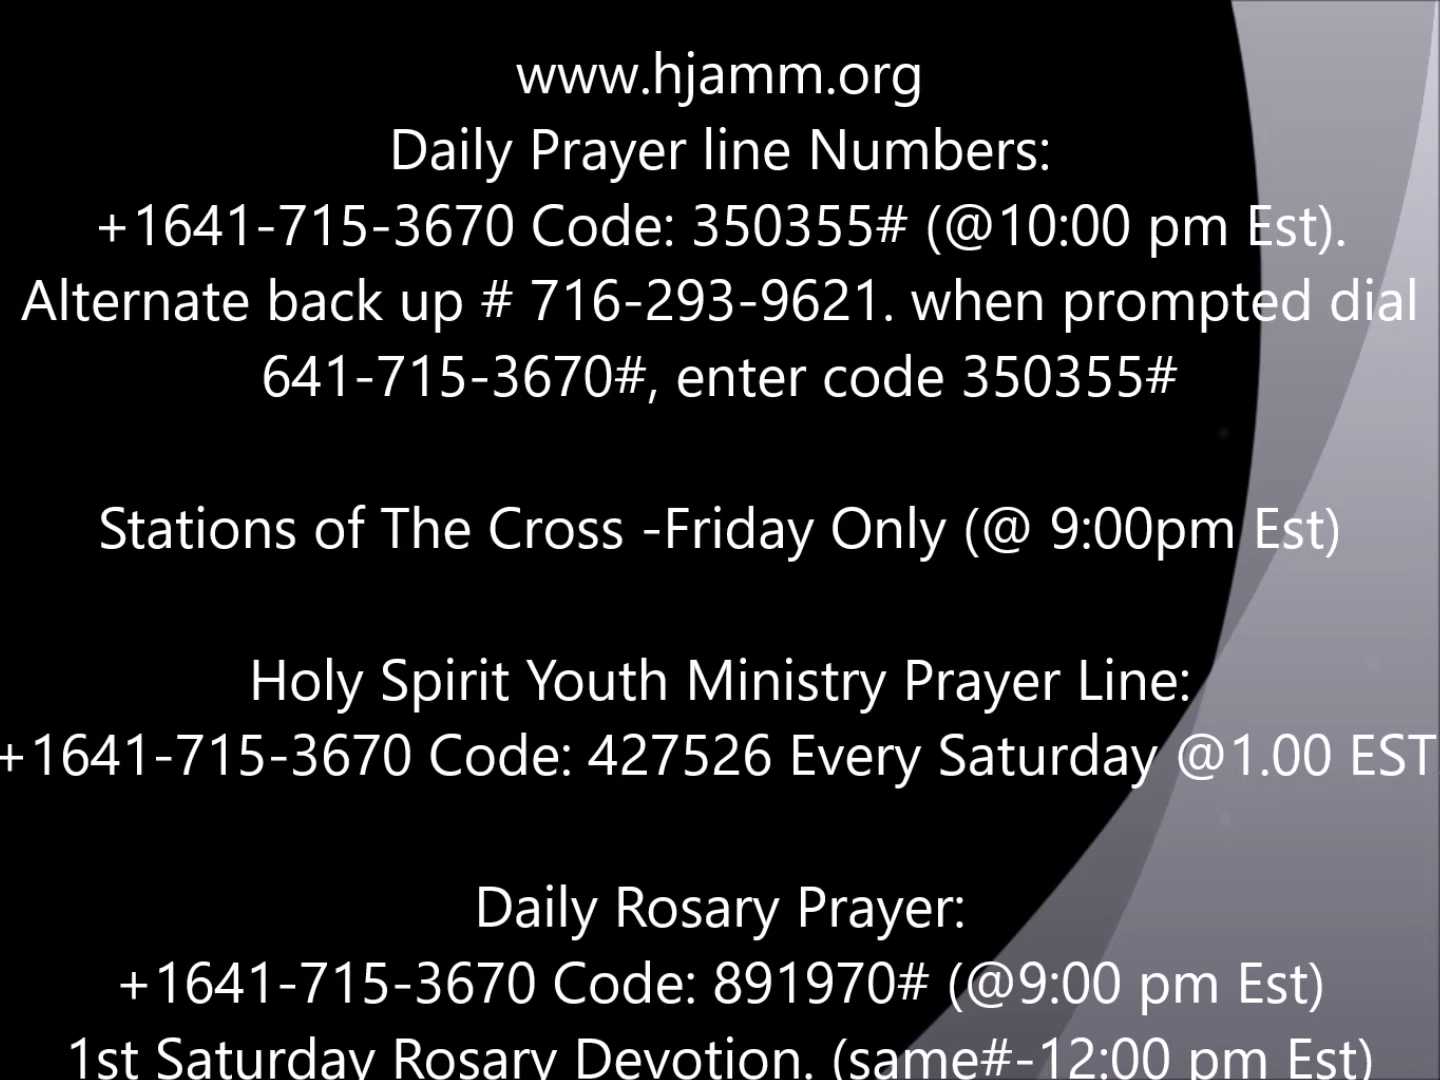 www.hjamm.org
Daily Prayer line Numbers:
+1641-715-3670 Code: 350355# (@10:00 pm Est).
Alternate back up # 716-293-9621. when prompted dial
641-715-3670#, enter code 350355#
Stations of The Cross -Friday Only (@ 9:00pm Est)
Holy Spirit Youth Ministry Prayer Line:
+1641-715-3670 Code: 427526 Every Saturday @1.00 EST
Daily Rosary Prayer:
+1641-715-3670 Code: 891970# (@9:00 pm Est)
1st Saturday Rosary Devotion. (same#-12:00 pm Est)